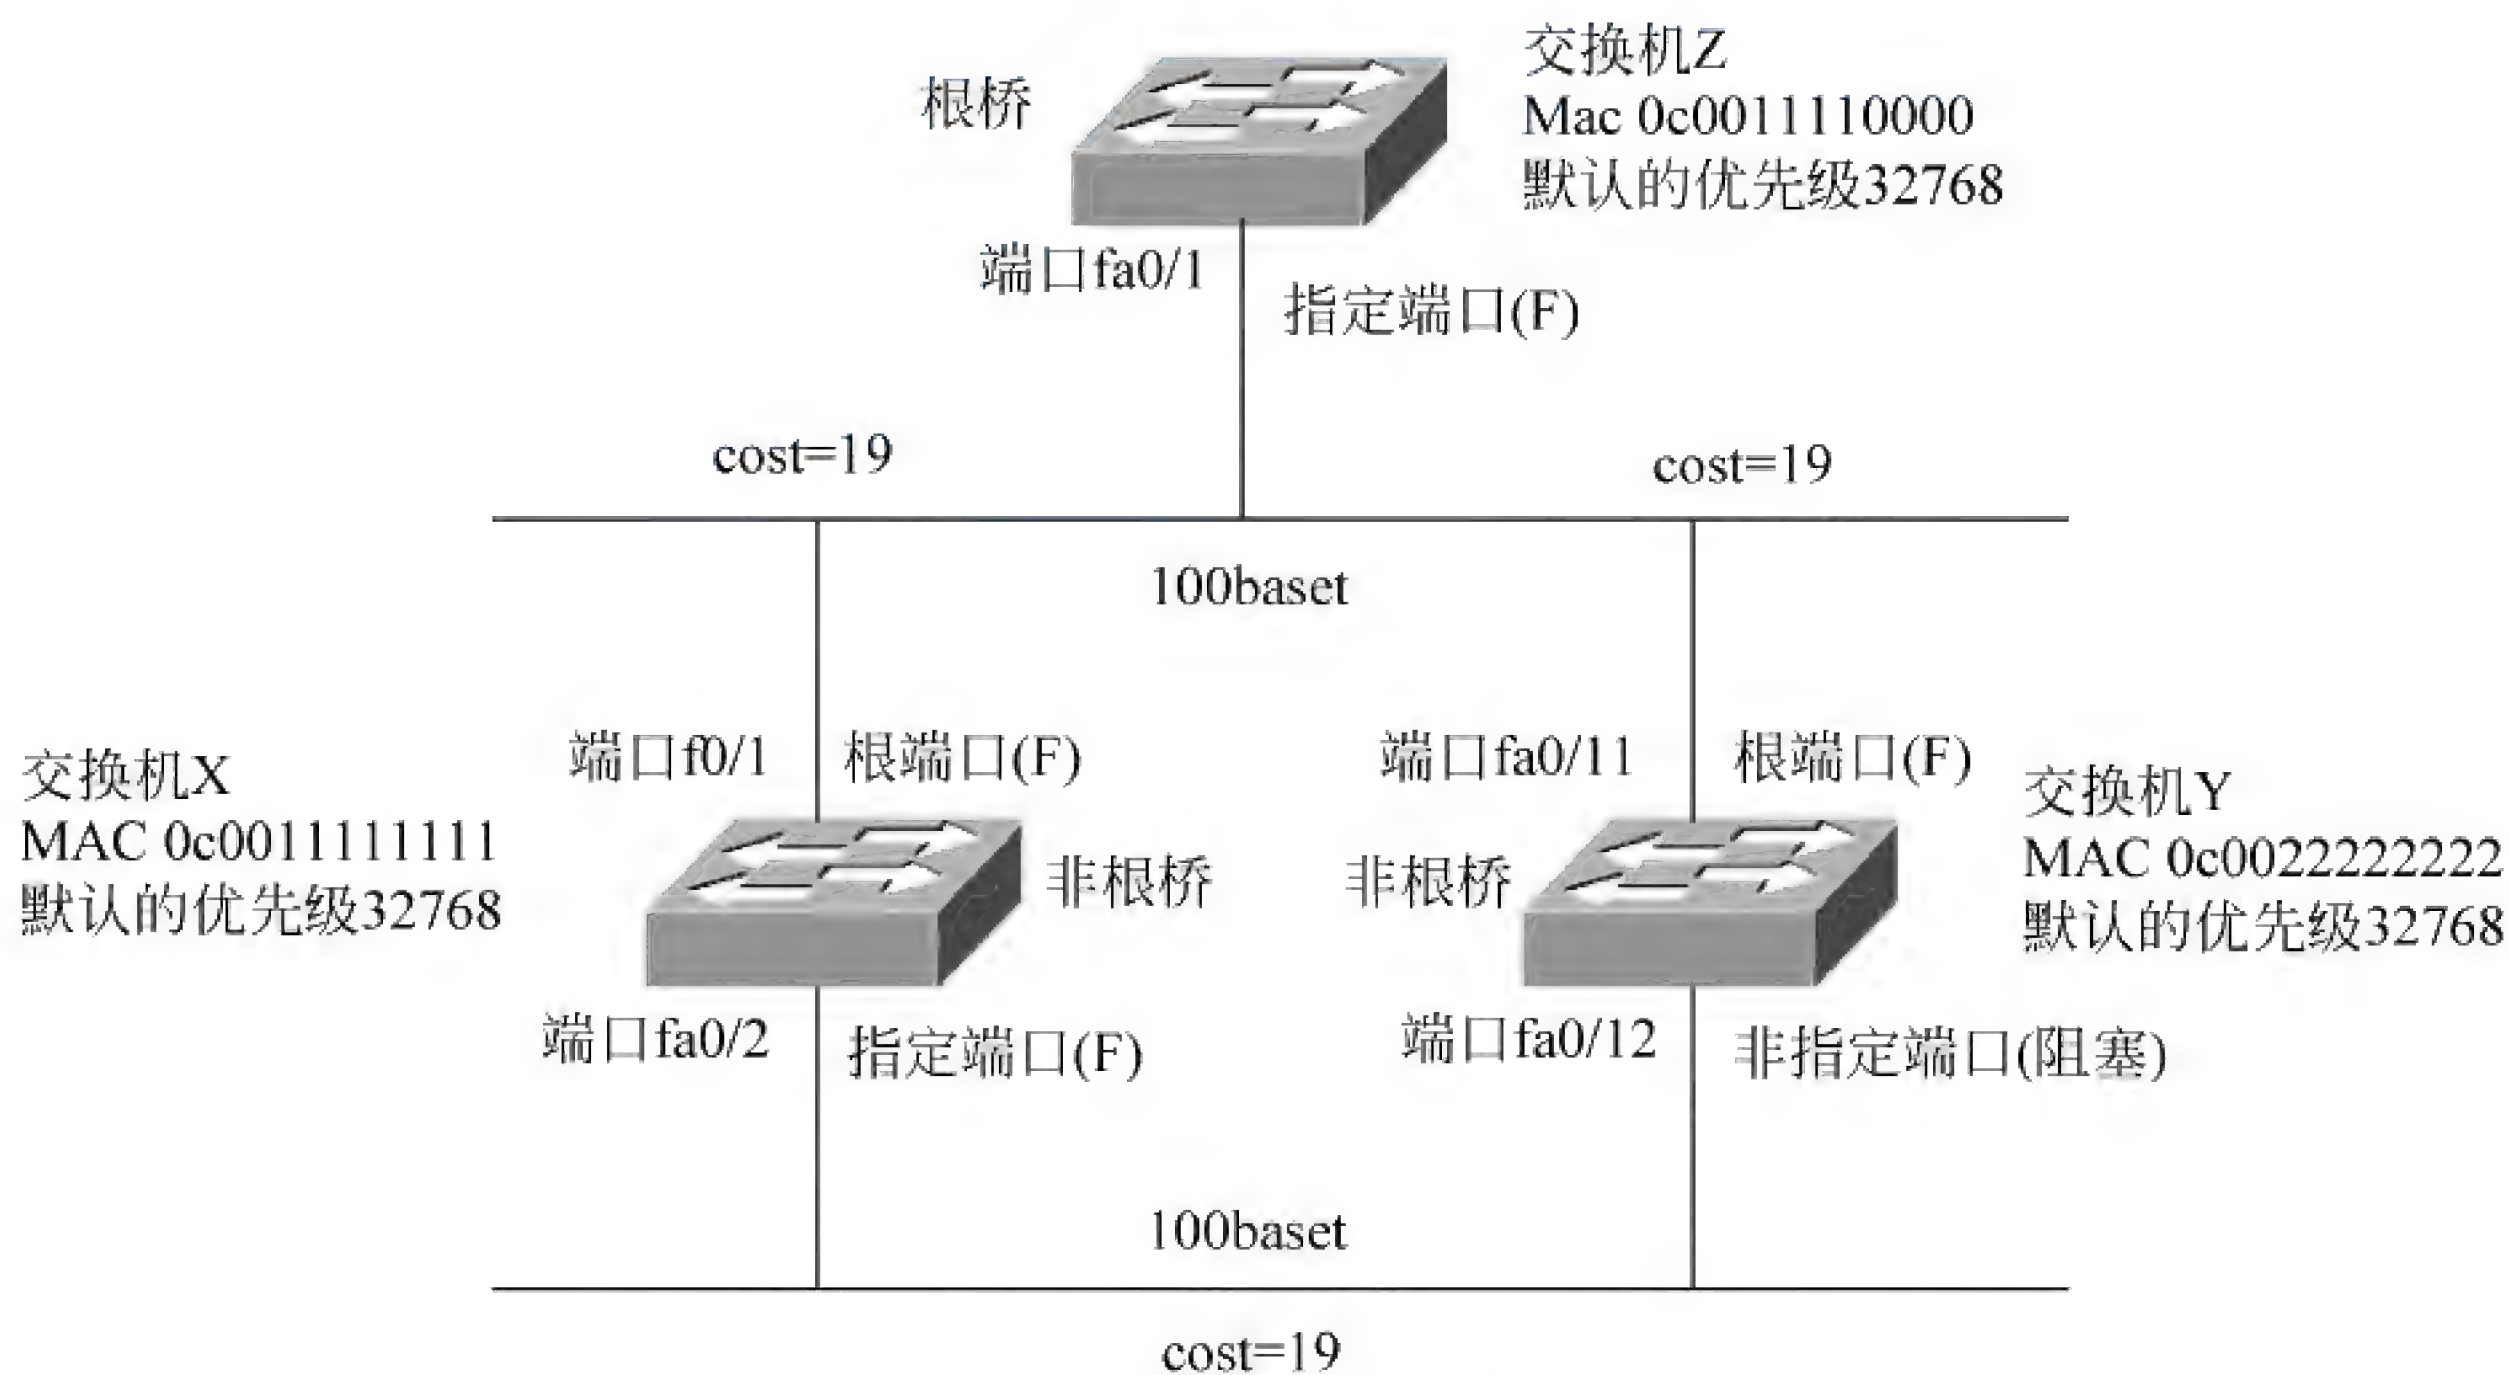 根桥
交换机Z
Mac 0c0011110000
默认的优先级32768
端口fa0/1
指定端口(F)
cost=19
cost=19
100baset
端口f0/1
根端口(F)
端口fa0/11
根端口(F)
交换机X
MAC 0c0011111111
默认的优先级32768
非根桥
非根桥
交换机Y
MAC 0c0022222222
默认的优先级32768
端口fa0/2
指定端口(F)
端口fa0/12
非指定端口(阻塞)
100baset
cost=19